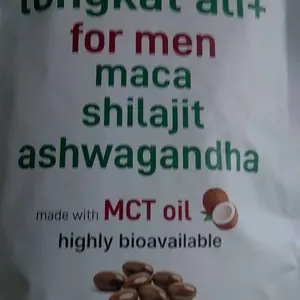 tongkat ali+
for men
maca
shilajit
ashwagandha
made with MCT oil
highly bioavailable